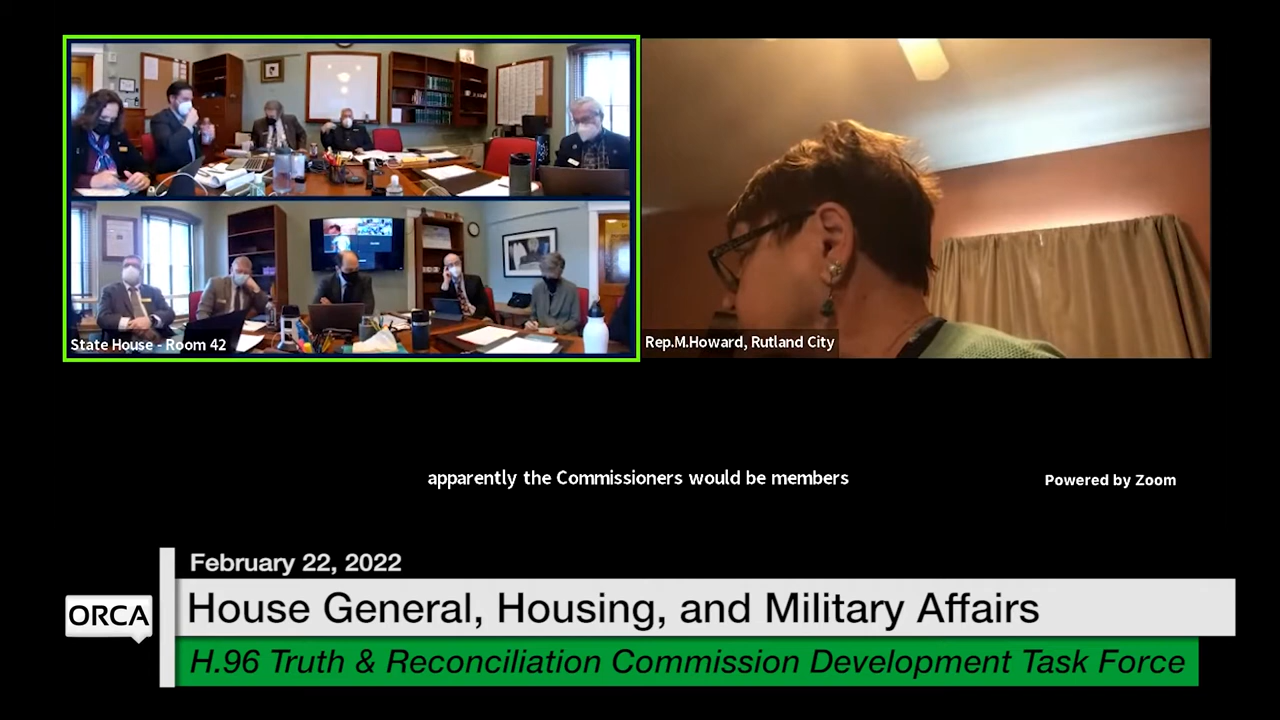 State House - Room 42
Rep.M.Howard, Rutland City
apparently the Commissioners would be members
Powered by Zoom
February 22, 2022
ORCA
House General, Housing, and Military Affairs
H.96 Truth & Reconciliation Commission Development Task Force